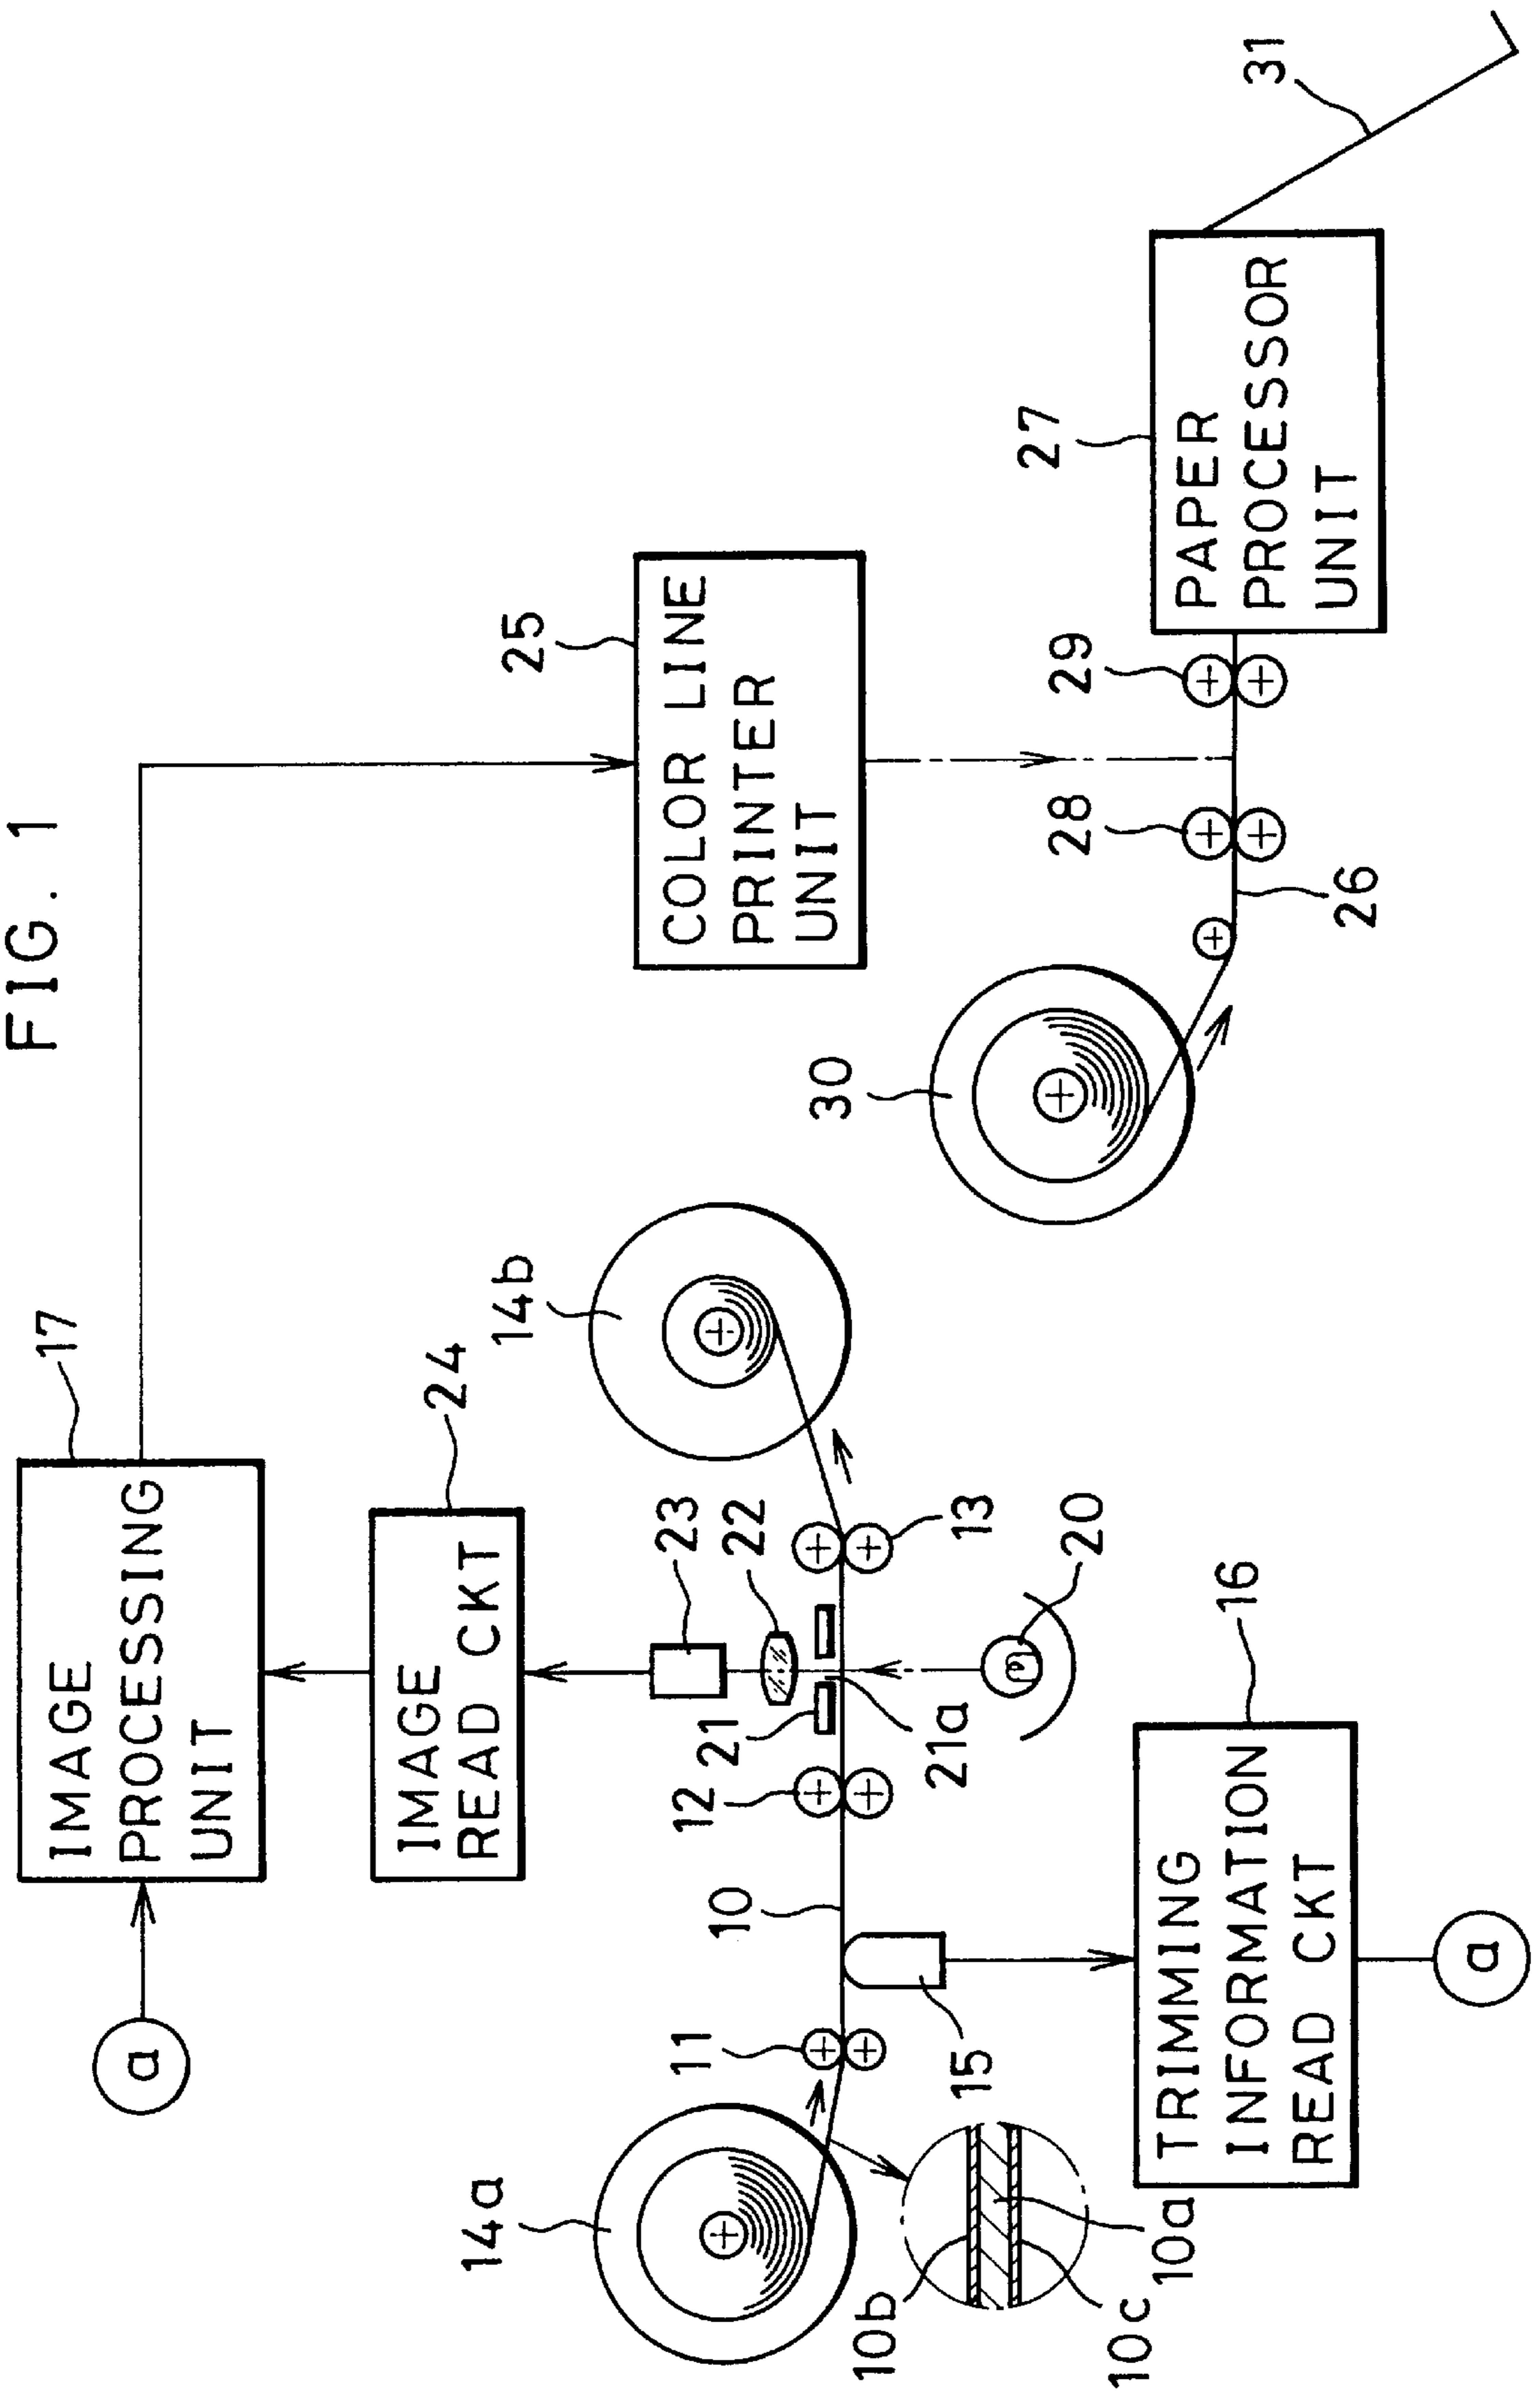 FIG. 1
17
IMAGE
PROCESSING
UNIT
a
24
IMAGE
READ CKT
25
COLOR LINE
PRINTER
UNIT
14a
11
10
12
21
23
22
14b
13
21a
20
15
10b
10c
10a
16
TRIMMING
INFORMATION
READ CKT
a
30
26
28
29
27
PAPER
PROCESSOR
UNIT
31